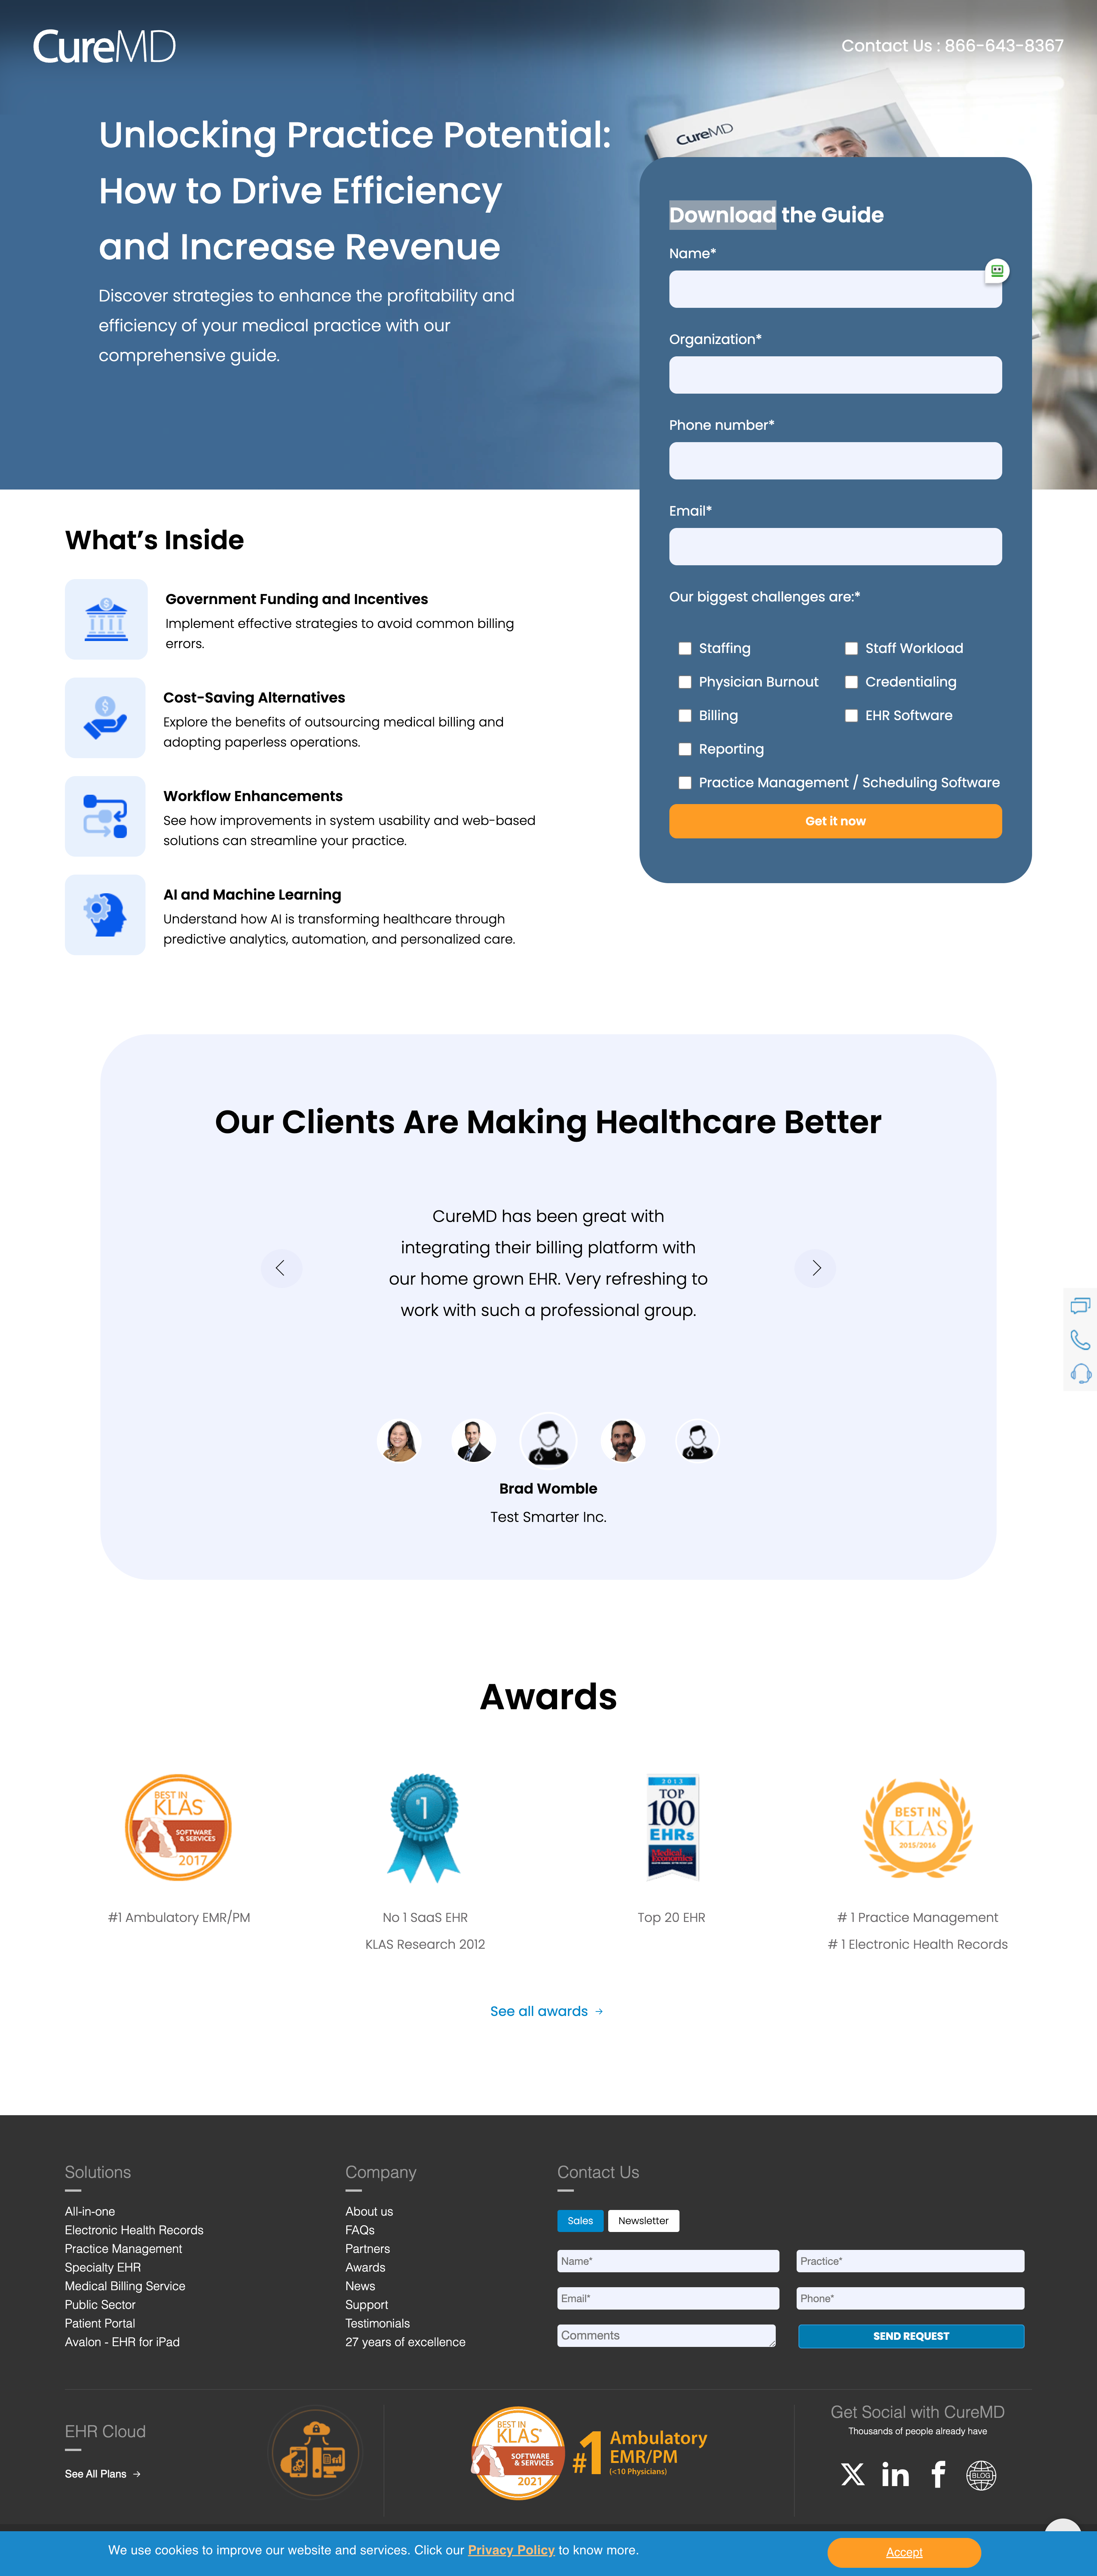 CureMD
Contact Us : 866-643-8367
CureMD
Unlocking Practice Potential:
How to Drive Efficiency
and Increase Revenue
Discover strategies to enhance the profitability and
efficiency of your medical practice with our
comprehensive guide.
Download the Guide
Name*
Organization*
Phone number*
Email*
Our biggest challenges are:*
Staffing
Staff Workload
Physician Burnout
Credentialing
Billing
EHR Software
Reporting
Practice Management / Scheduling Software
Get it now
What’s Inside
Government Funding and Incentives
Implement effective strategies to avoid common billing
errors.
Cost-Saving Alternatives
Explore the benefits of outsourcing medical billing and
adopting paperless operations.
Workflow Enhancements
See how improvements in system usability and web-based
solutions can streamline your practice.
AI and Machine Learning
Understand how AI is transforming healthcare through
predictive analytics, automation, and personalized care.
Our Clients Are Making Healthcare Better
CureMD has been great with
integrating their billing platform with
our home grown EHR. Very refreshing to
work with such a professional group.
Brad Womble
Test Smarter Inc.
Awards
BEST IN
KLAS
SOFTWARE
& SERVICES
2017
#1 Ambulatory EMR/PM
1
No 1 SaaS EHR
KLAS Research 2012
2013
TOP
100
EHRs
Medical
Economics
Top 20 EHR
BEST IN
KLAS
2015/2016
# 1 Practice Management
# 1 Electronic Health Records
See all awards
Solutions
All-in-one
Electronic Health Records
Practice Management
Specialty EHR
Medical Billing Service
Public Sector
Patient Portal
Avalon - EHR for iPad
Company
About us
FAQs
Partners
Awards
News
Support
Testimonials
27 years of excellence
Contact Us
Sales
Newsletter
Name*
Practice*
Email*
Phone*
Comments
SEND REQUEST
EHR Cloud
See All Plans
BEST IN
KLAS
SOFTWARE
& SERVICES
2021
#1 Ambulatory
EMR/PM
(<10 Physicians)
Get Social with CureMD
Thousands of people already have
BLOG
We use cookies to improve our website and services. Click our Privacy Policy to know more.
Accept